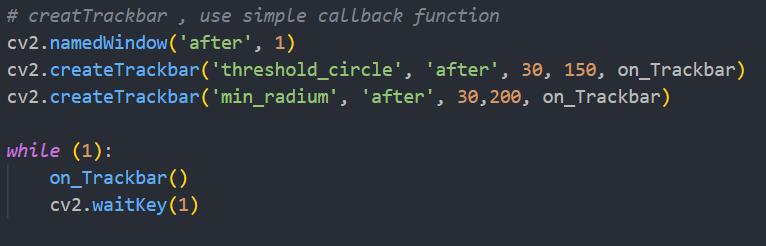 # creatTrackbar , use simple callback function
cv2.namedWindow('after', 1)
cv2.createTrackbar('threshold_circle', 'after', 30, 150, on_Trackbar)
cv2.createTrackbar('min_radium', 'after', 30,200, on_Trackbar)
while (1):
    on_Trackbar()
    cv2.waitKey(1)